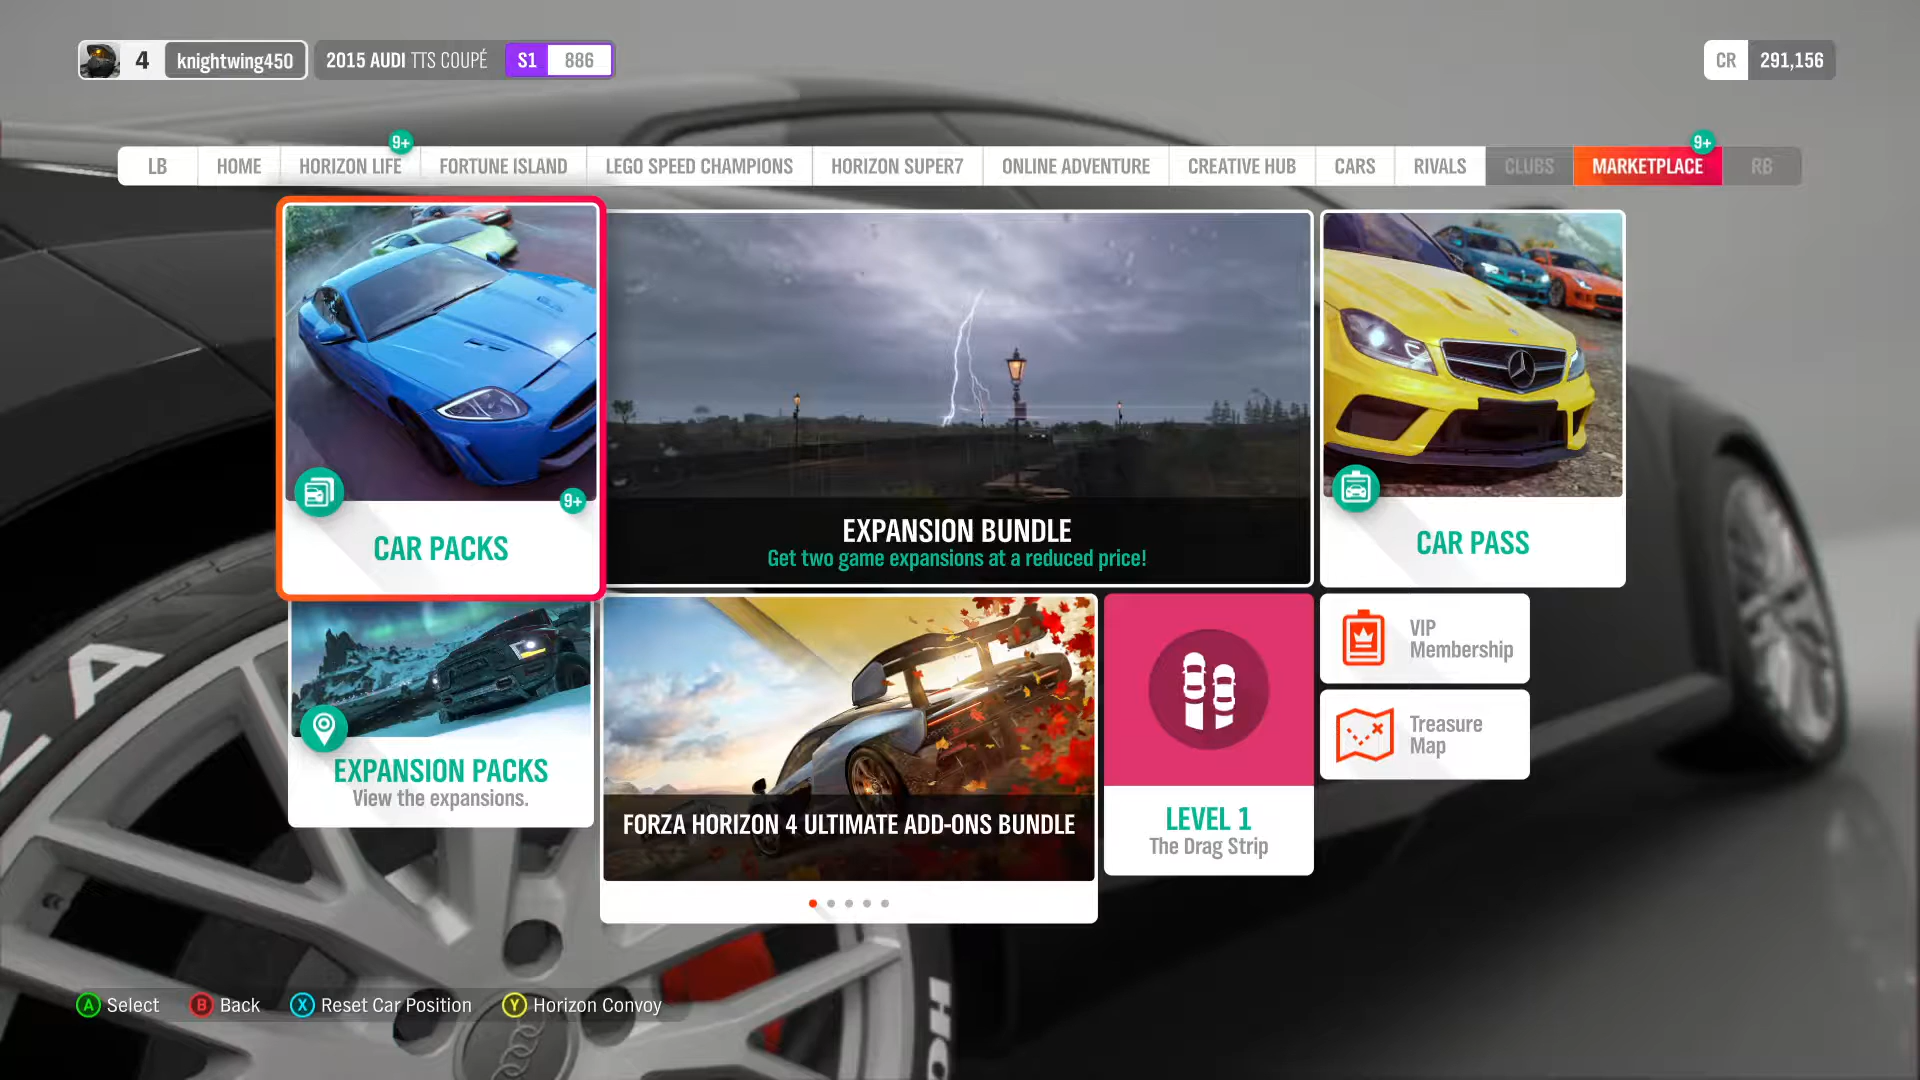 4 knightwing450 2015 AUDI TTS COUPÉ S1 886
CR 291,156
9+ 9+
LB HOME HORIZON LIFE FORTUNE ISLAND LEGO SPEED CHAMPIONS HORIZON SUPER7 ONLINE ADVENTURE CREATIVE HUB CARS RIVALS CLUBS MARKETPLACE RB
9+
CAR PACKS
EXPANSION BUNDLE
Get two game expansions at a reduced price!
CAR PASS
EXPANSION PACKS
View the expansions.
FORZA HORIZON 4 ULTIMATE ADD-ONS BUNDLE
LEVEL 1
The Drag Strip
VIP
Membership
Treasure
Map
A Select B Back X Reset Car Position Y Horizon Convoy
ZA
HO